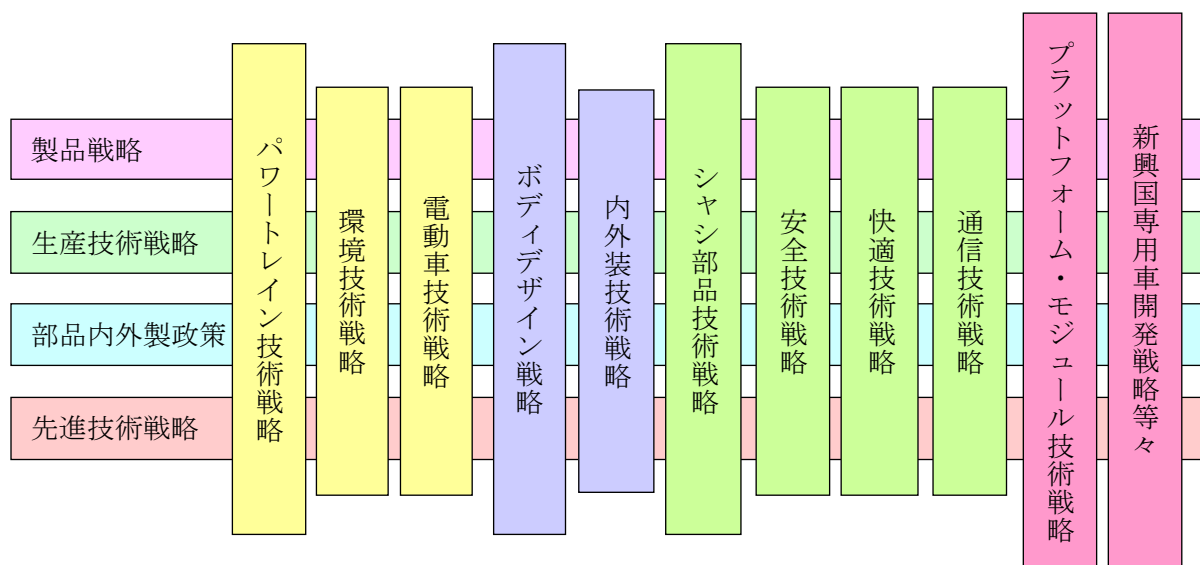 製品戦略
生産技術戦略
部品内外製政策
先進技術戦略
パワートレイン技術戦略
環境技術戦略
電動車技術戦略
ボディデザイン戦略
内外装技術戦略
シャシ部品技術戦略
安全技術戦略
快適技術戦略
通信技術戦略
プラットフォーム・モジュール技術戦略
新興国専用車開発戦略等々